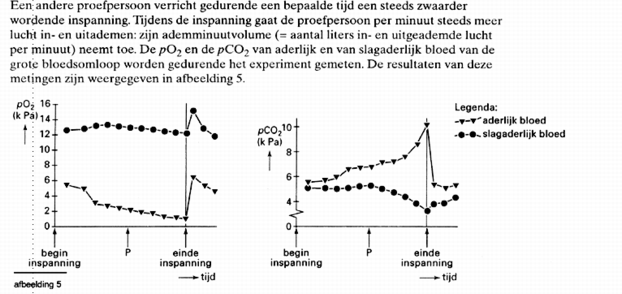 Een andere proefpersoon verricht gedurende een bepaalde tijd een steeds zwaarder
wordende inspanning. Tijdens de inspanning gaat de proefpersoon per minuut steeds meer
lucht in- en uitademen: zijn ademminuutvolume (= aantal liters in- en uitgeademde lucht
per minuut) neemt toe. De pO2 en de pCO2 van aderlijk en van slagaderlijk bloed van de
grote bloedsomloop worden gedurende het experiment gemeten. De resultaten van deze
metingen zijn weergegeven in afbeelding 5.
pO2
(k Pa)
16
14
12
10
8
6
4
2
0
begin
inspanning
P
einde
inspanning
tijd
pCO2
(k Pa)
10
8
6
4
0
begin
inspanning
P
einde
inspanning
tijd
Legenda:
aderlijk bloed
slagaderlijk bloed
afbeelding 5